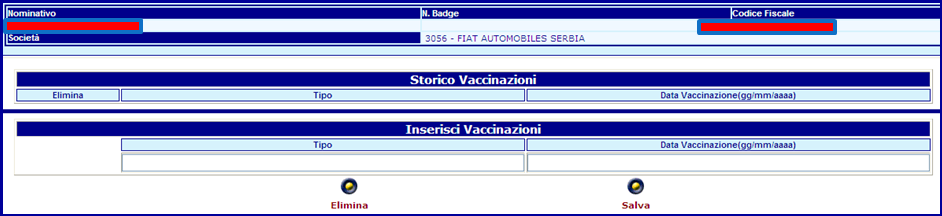 Nominativo N. Badge Codice Fiscale
Società 3056 - FIAT AUTOMOBILES SERBIA
Storico Vaccinazioni
Elimina Tipo Data Vaccinazione(gg/mm/aaaa)
Inserisci Vaccinazioni
Tipo Data Vaccinazione(gg/mm/aaaa)
Elimina Salva